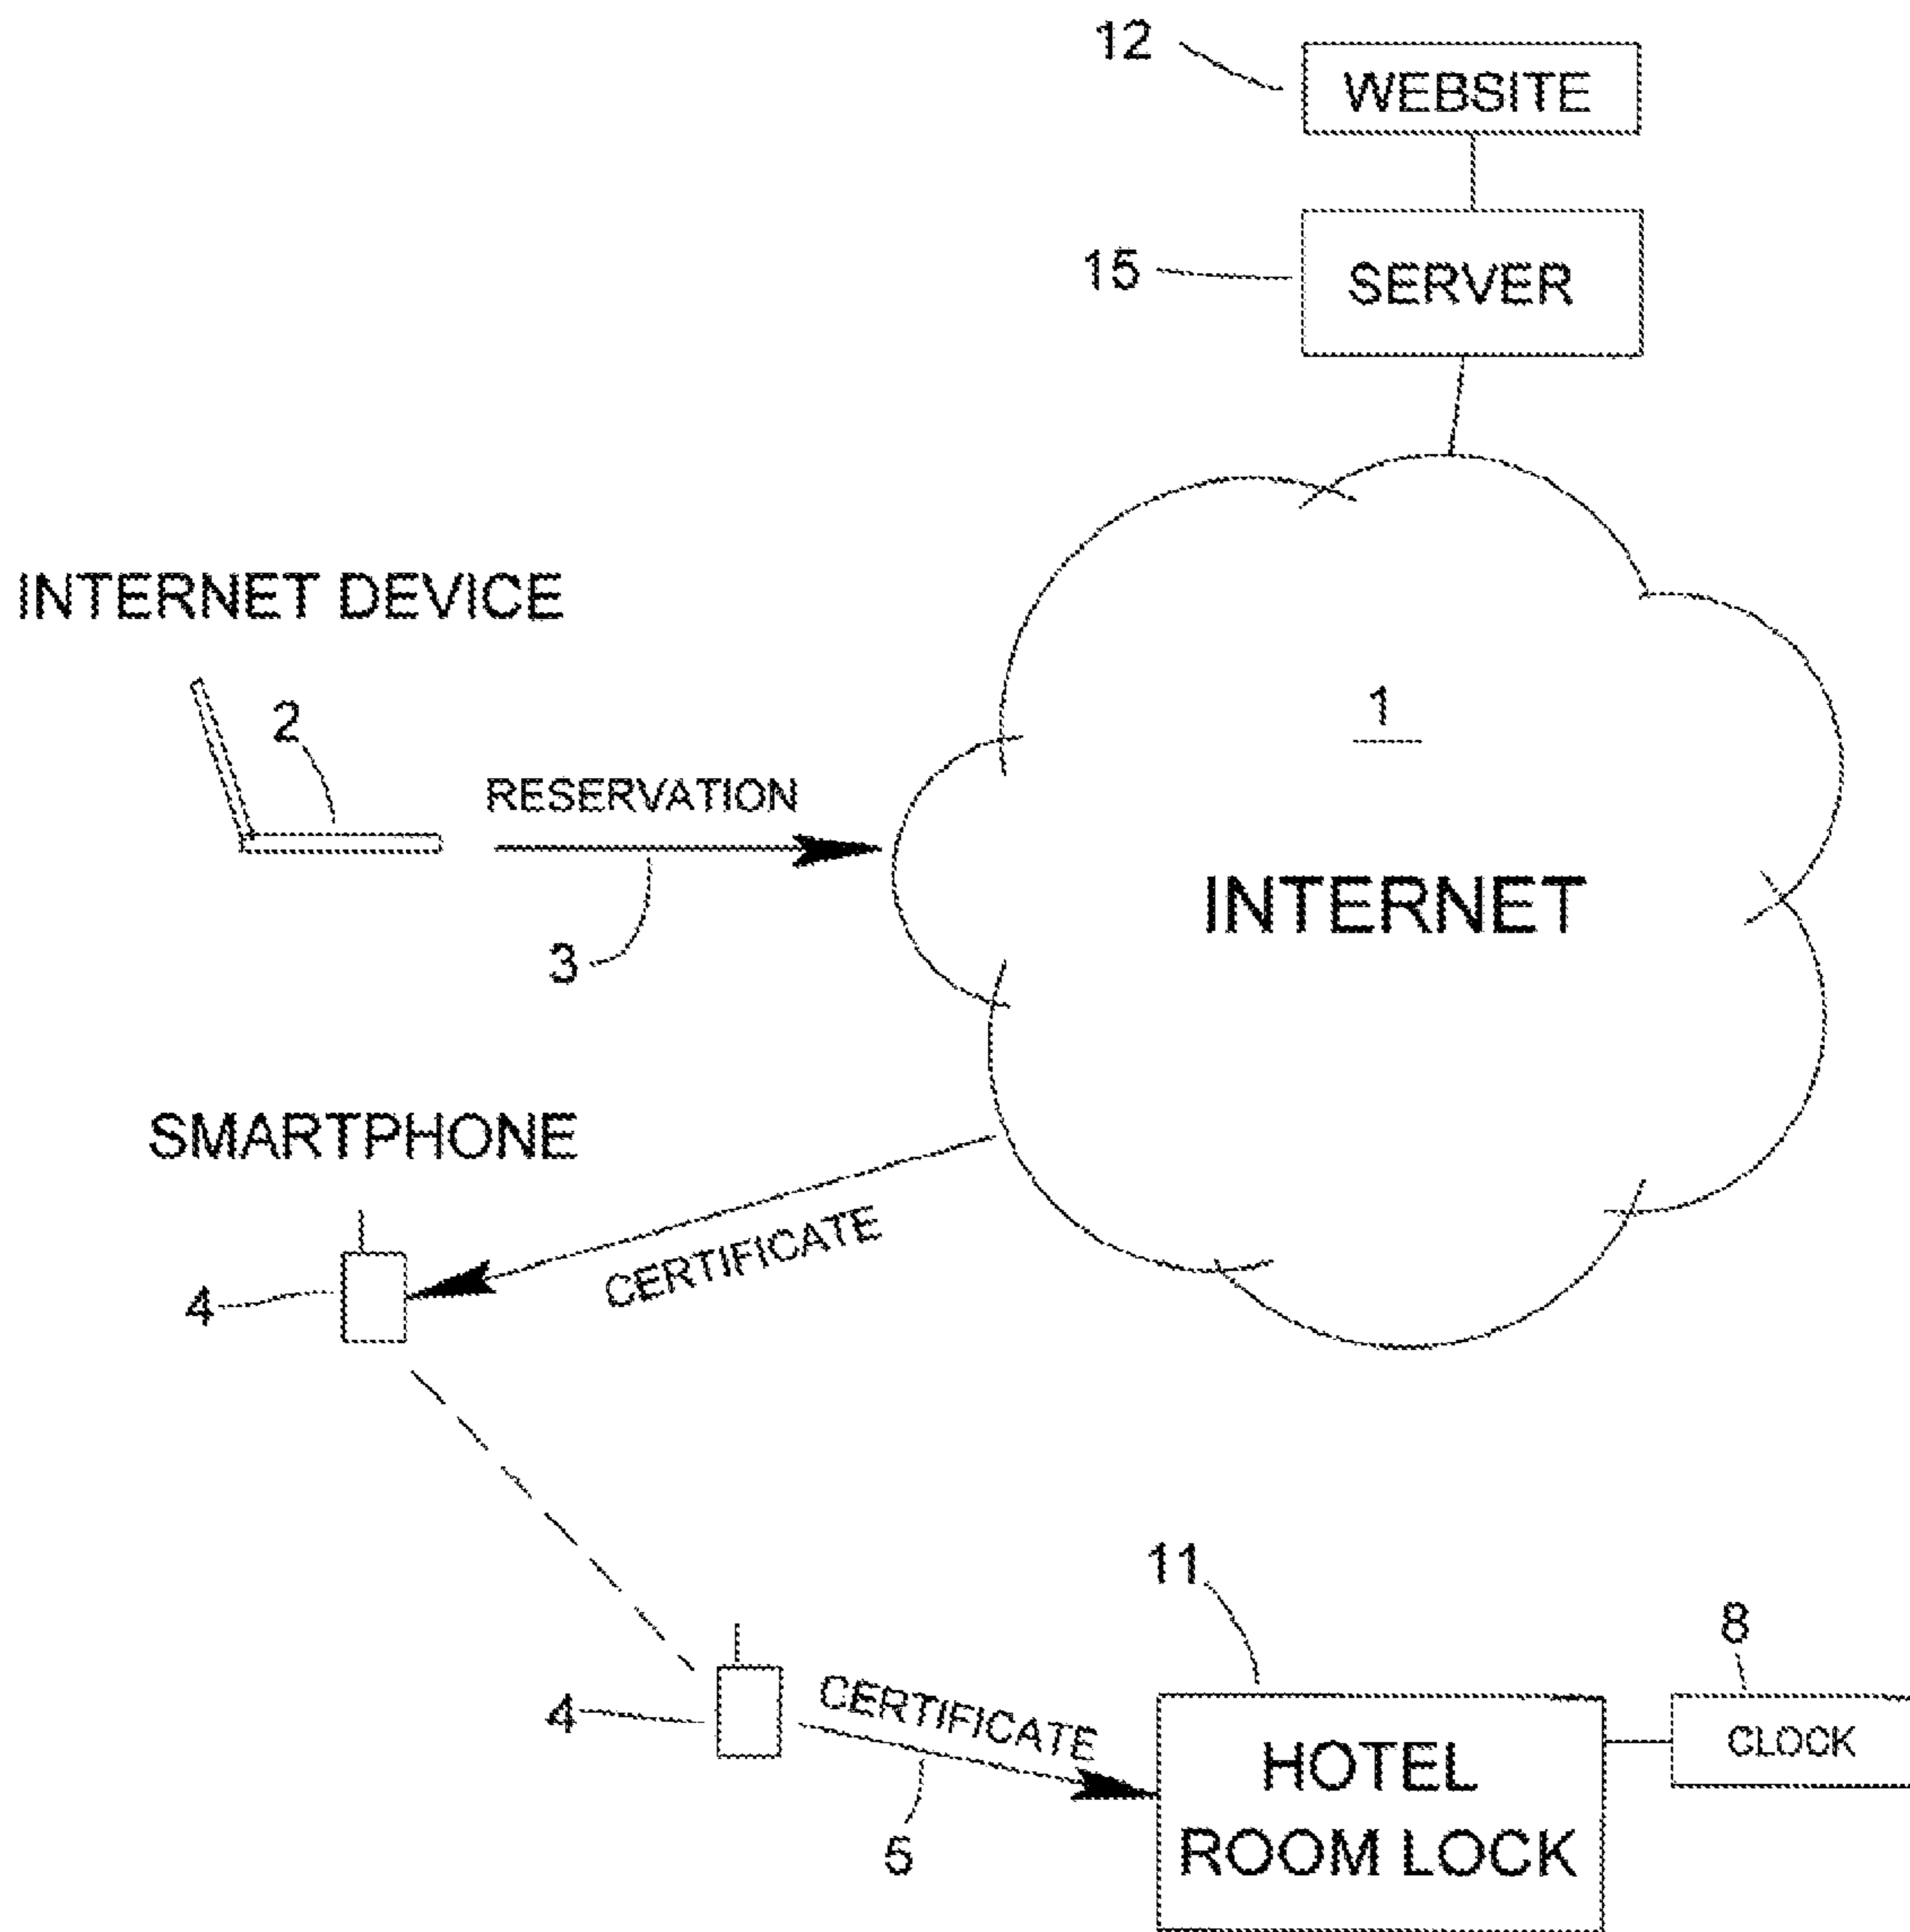 12
WEBSITE
15
SERVER
INTERNET DEVICE
2
RESERVATION
3
1
INTERNET
SMARTPHONE
CERTIFICATE
4
4
CERTIFICATE
5
11
8
HOTEL
ROOM LOCK
CLOCK